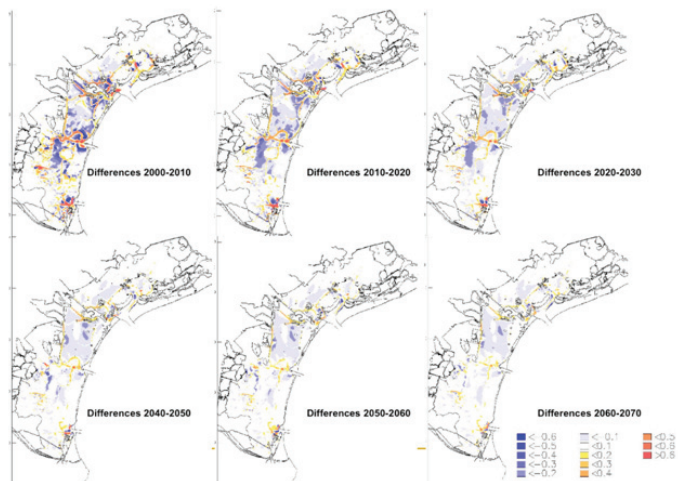 Differences 2000-2010
Differences 2010-2020
Differences 2020-2030
Differences 2040-2050
Differences 2050-2060
Differences 2060-2070
<-0.6 <-0.1 <0.5
<-0.5 <0.1 <0.6
<-0.4 <0.2 >0.6
<-0.3 <0.3
<-0.2 <0.4